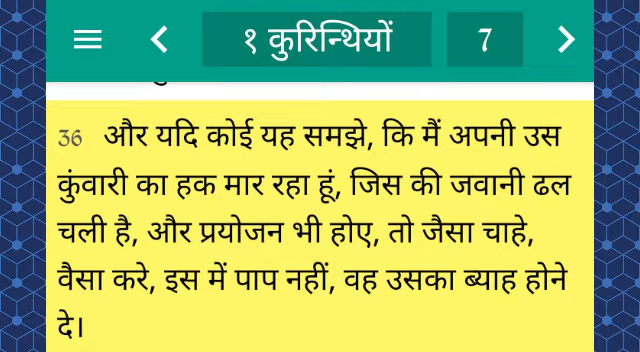 १ कुरिन्थियों 7
36 और यदि कोई यह समझे, कि मैं अपनी उस
कुंवारी का हक मार रहा हूं, जिस की जवानी ढल
चली है, और प्रयोजन भी होए, तो जैसा चाहे,
वैसा करे, इस में पाप नहीं, वह उसका ब्याह होने
दे।